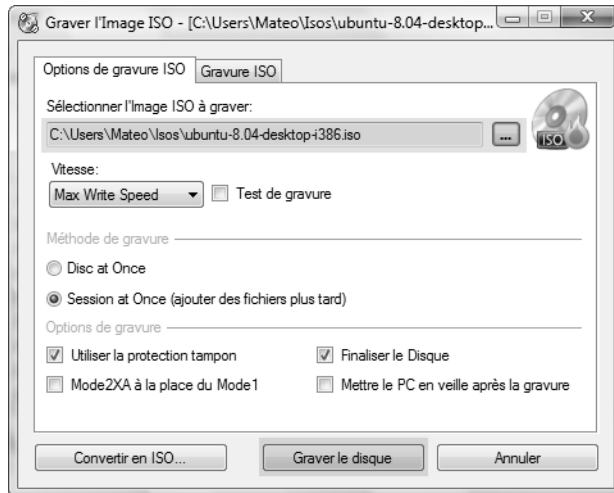 Graver l'Image ISO - [C:\Users\Mateo\Isos\ubuntu-8.04-desktop...
Options de gravure ISO
Gravure ISO
Sélectionner l'Image ISO à graver:
C:\Users\Mateo\Isos\ubuntu-8.04-desktop-i386.iso
...
ISO
Vitesse:
Max Write Speed
Test de gravure
Méthode de gravure
Disc at Once
Session at Once (ajouter des fichiers plus tard)
Options de gravure
Utiliser la protection tampon
Finaliser le Disque
Mode2XA à la place du Mode1
Mettre le PC en veille après la gravure
Convertir en ISO...
Graver le disque
Annuler